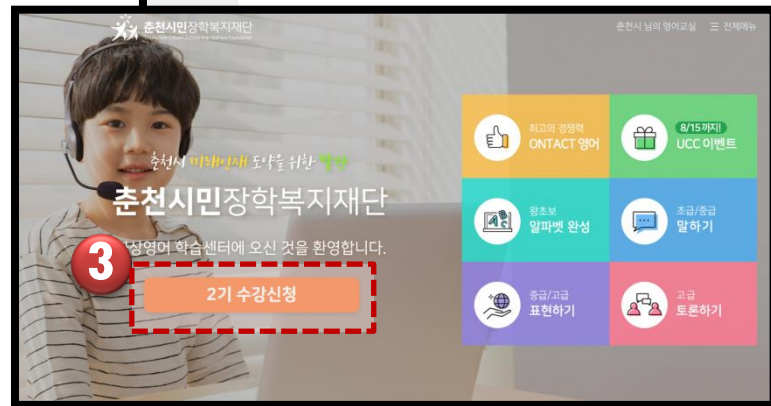 춘천시민장학복지재단
춘천시 남의 영어교실 ☰ 전체메뉴
춘천시 미래인재 도약을 위한
춘천시민장학복지재단
상영어 학습센터에 오신 것을 환영합니다.
3
2기 수강신청
최고의 경쟁력
ONTACT 영어
8/15까지!
UCC 이벤트
왕초보
알파벳 완성
초급/중급
말하기
중급/고급
표현하기
고급
토론하기